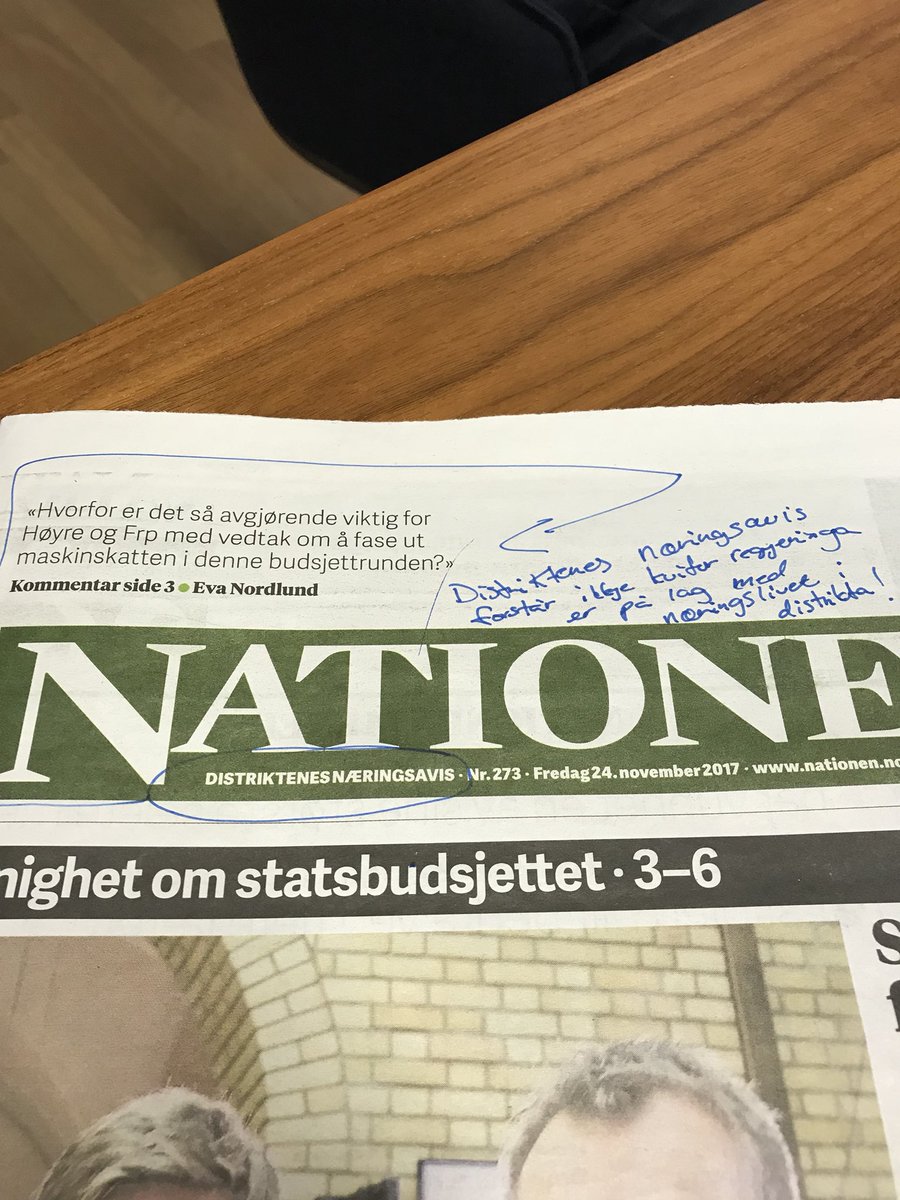 «Hvorfor er det så avgjørende viktig for
Høyre og Frp med vedtak om å fase ut
maskinskatten i denne budsjettrunden?»
Kommentar side 3 • Eva Nordlund
Distriktenes næringsavis
forstår ikkje kvifor regjeringa
er på lag med
næringslivet i
distrikta!
NATIONE
DISTRIKTENES NÆRINGSAVIS · Nr. 273 · Fredag 24. november 2017 · www.nationen.no
nighet om statsbudsjettet · 3–6
S
f